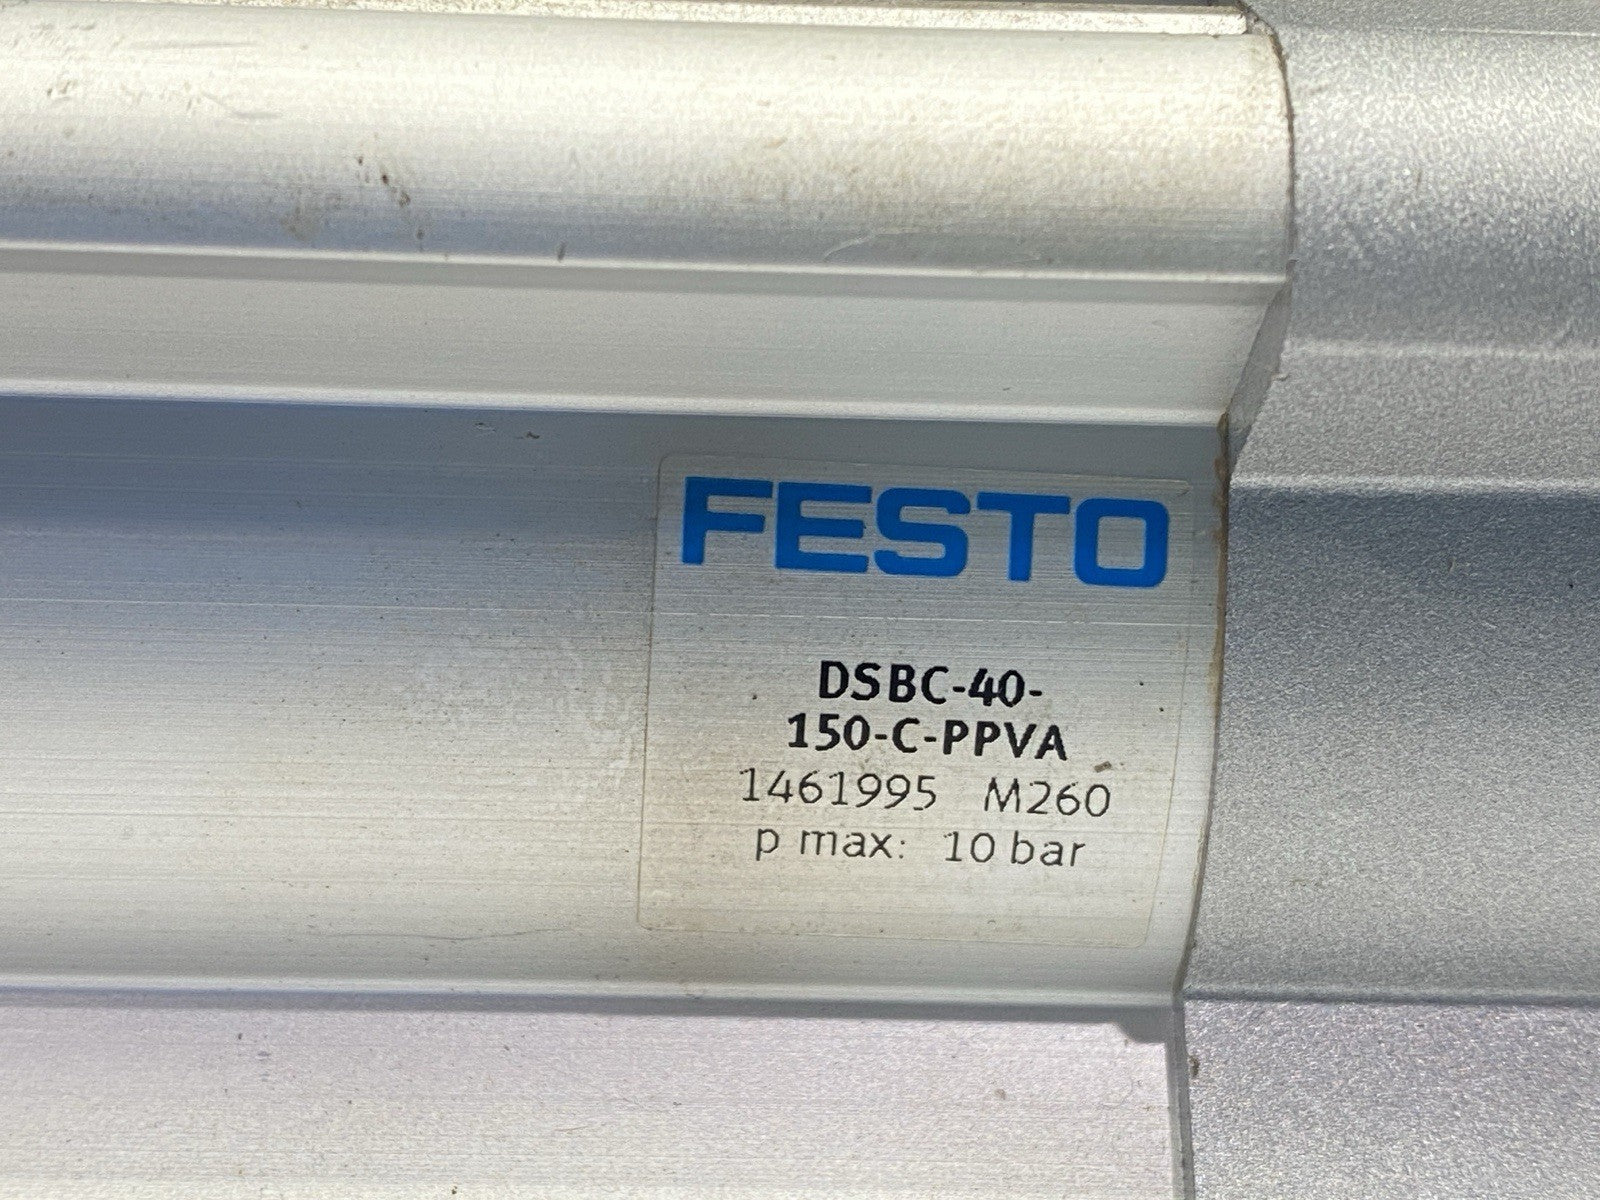 FESTO
DSBC-40-
150-C-PPVA
1461995 M260
p max: 10 bar